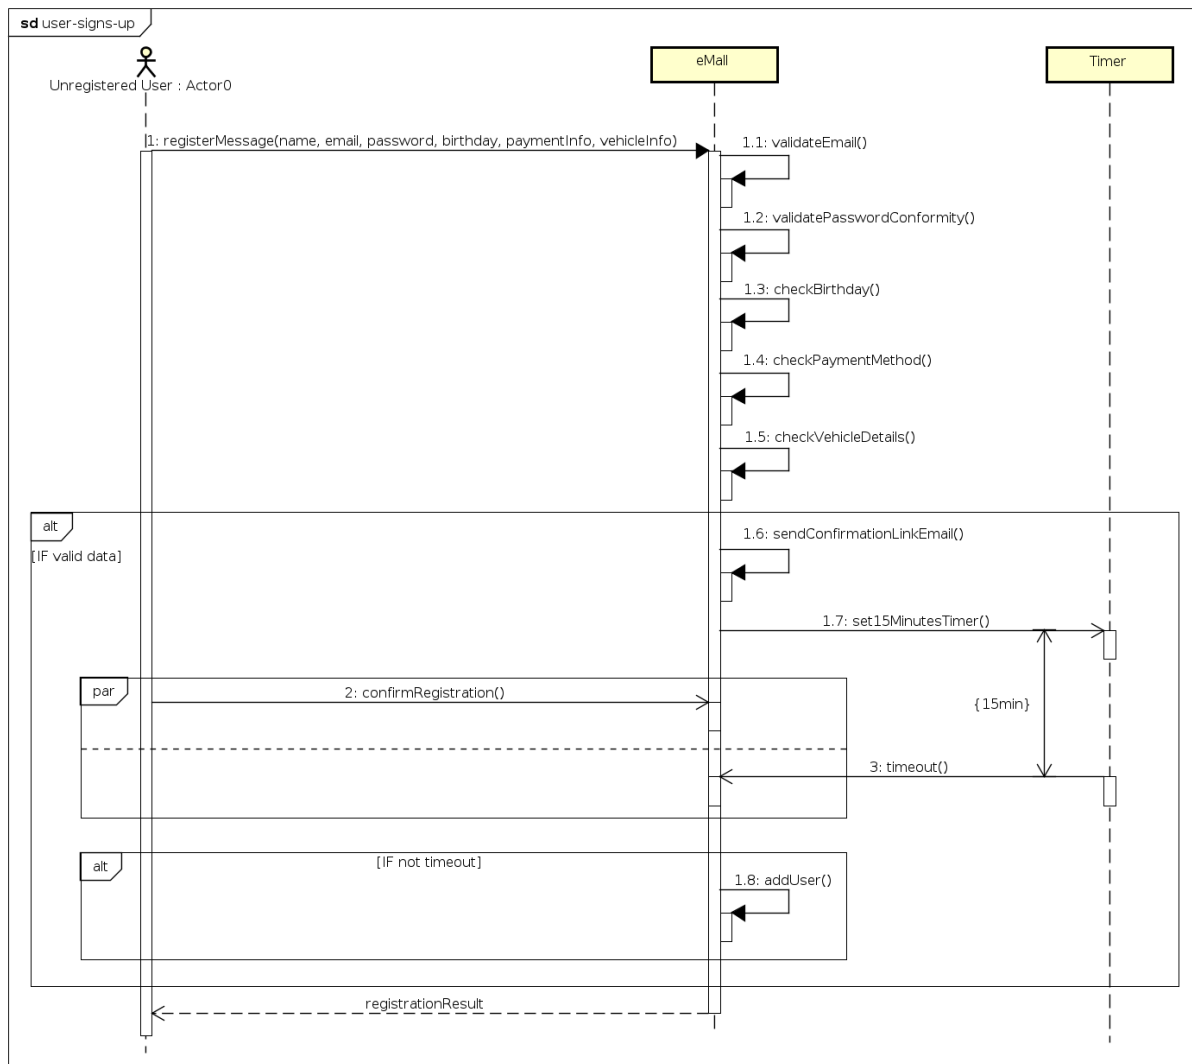 sd user-signs-up
Unregistered User : Actor0
eMall
Timer
1: registerMessage(name, email, password, birthday, paymentInfo, vehicleInfo)
1.1: validateEmail()
1.2: validatePasswordConformity()
1.3: checkBirthday()
1.4: checkPaymentMethod()
1.5: checkVehicleDetails()
alt
[IF valid data]
1.6: sendConfirmationLinkEmail()
1.7: set15MinutesTimer()
par
2: confirmRegistration()
{15min}
3: timeout()
alt
[IF not timeout]
1.8: addUser()
registrationResult